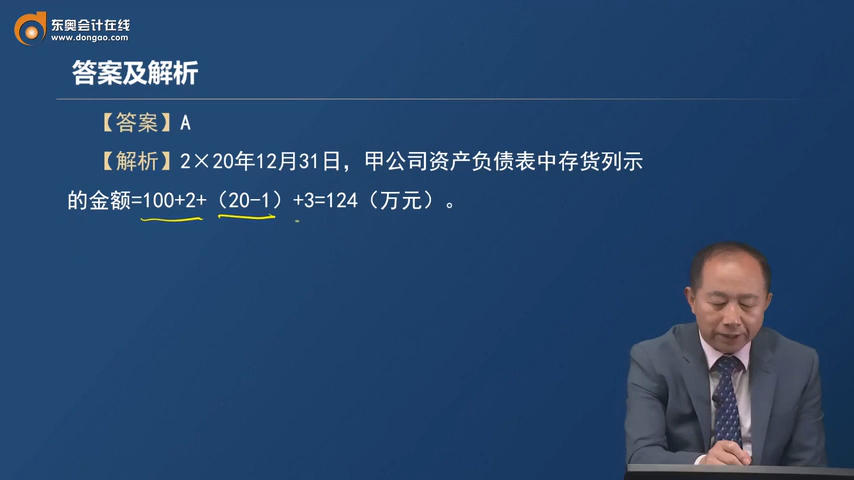 东奥会计在线
www.dongao.com
答案及解析
【答案】A
【解析】2×20年12月31日，甲公司资产负债表中存货列示
的金额=100+2+（20-1）+3=124（万元）。